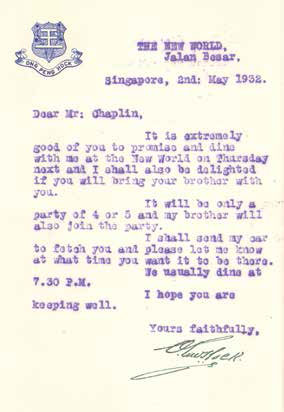 ONG PENG HOCK
THE NEW WORLD,
Jalan Besar.
Singapore, 2nd: May 1932.
Dear Mr: Chaplin,
It is extremely
good of you to promise and dine
with me at the New World on Thursday
next and I shall also be delighted
if you will bring your brother with
you.
It will be only a
party of 4 or 5 and my brother will
also join the party.
I shall send my car
to fetch you and please let me know
at what time you want it to be there.
We usually dine at
7.30 P.M.
I hope you are
keeping well.
Yours faithfully,